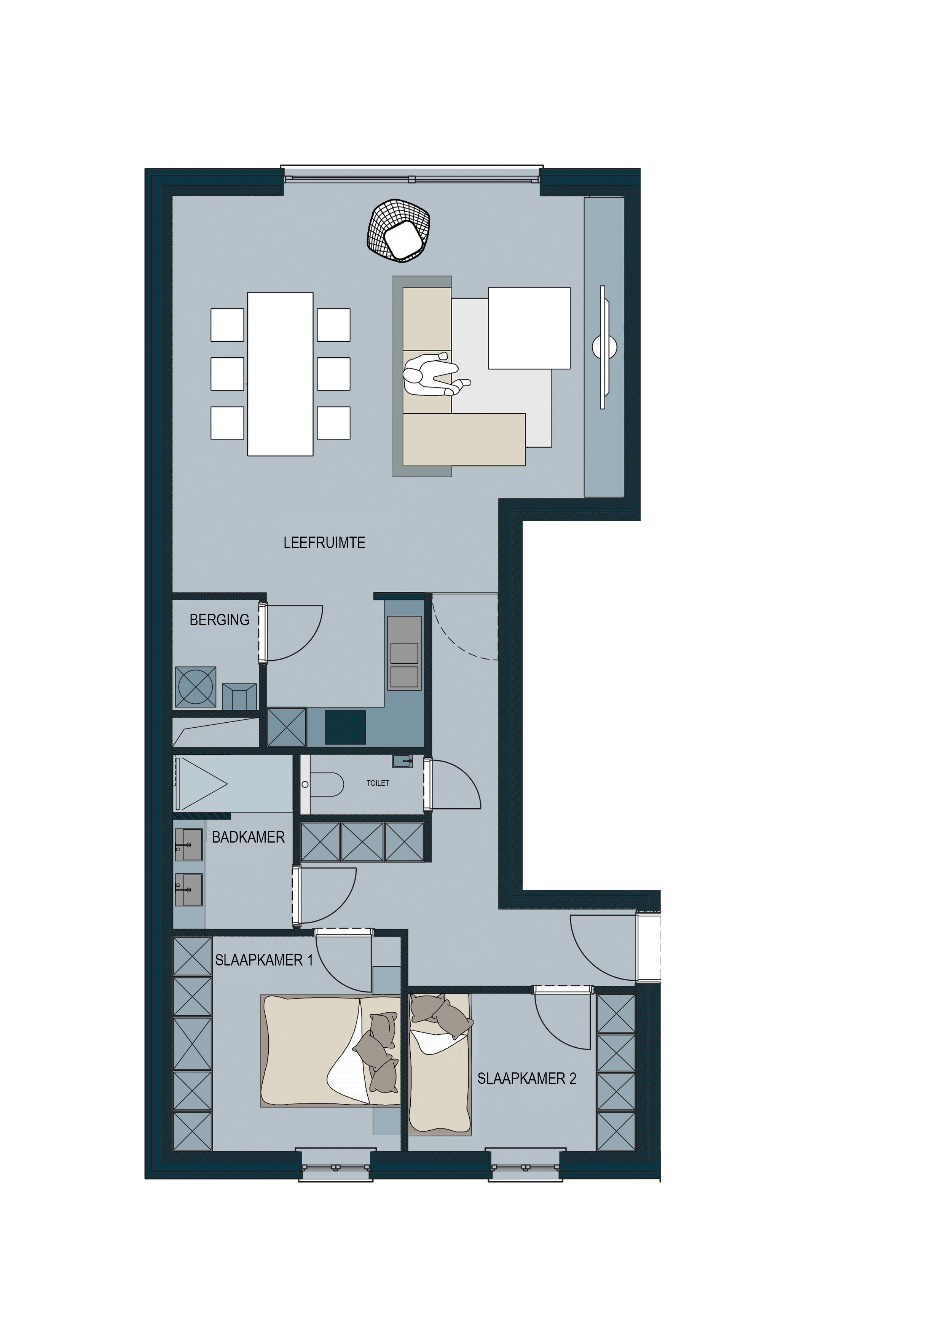 LEEFRUIMTE
BERGING
TOILET
BADKAMER
SLAAPKAMER 1
SLAAPKAMER 2